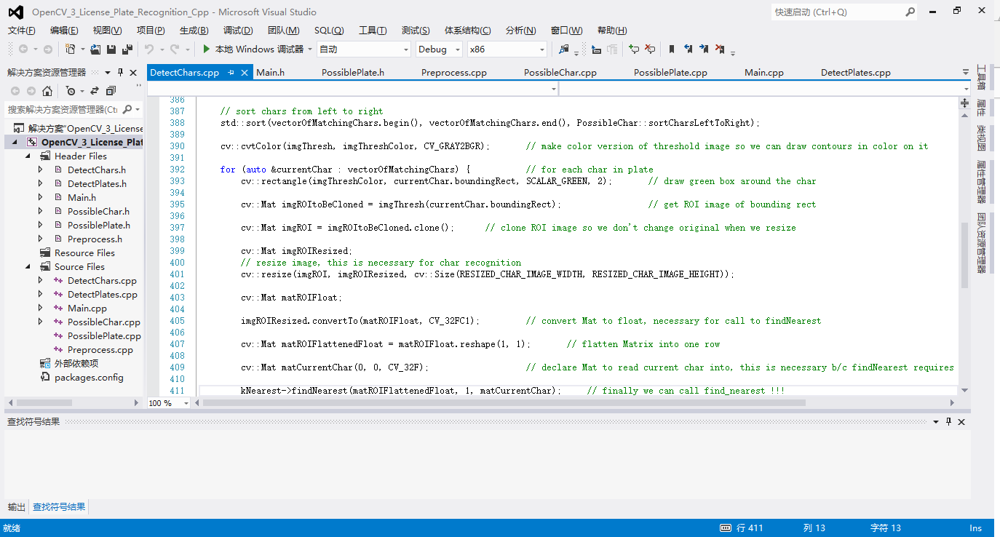 OpenCV_3_License_Plate_Recognition_Cpp - Microsoft Visual Studio
快速启动 (Ctrl+Q)
文件(F) 编辑(E) 视图(V) 项目(P) 生成(B) 调试(D) 团队(M) SQL(Q) 工具(T) 测试(S) 体系结构(C) 分析(N) 窗口(W) 帮助(H)
本地 Windows 调试器 自动 Debug x86
解决方案资源管理器
搜索解决方案资源管理器(Ctr
解决方案"OpenCV_3_License
OpenCV_3_License_Plat
Header Files
DetectChars.h
DetectPlates.h
Main.h
PossibleChar.h
PossiblePlate.h
Preprocess.h
Resource Files
Source Files
DetectChars.cpp
DetectPlates.cpp
Main.cpp
PossibleChar.cpp
PossiblePlate.cpp
Preprocess.cpp
外部依赖项
packages.config
DetectChars.cpp Main.h PossiblePlate.h Preprocess.cpp PossibleChar.cpp PossiblePlate.cpp Main.cpp DetectPlates.cpp
386
387 // sort chars from left to right
388 std::sort(vectorOfMatchingChars.begin(), vectorOfMatchingChars.end(), PossibleChar::sortCharsLeftToRight);
389
390 cv::cvtColor(imgThresh, imgThreshColor, CV_GRAY2BGR); // make color version of threshold image so we can draw contours in color on it
391
392 for (auto &currentChar : vectorOfMatchingChars) { // for each char in plate
393 cv::rectangle(imgThreshColor, currentChar.boundingRect, SCALAR_GREEN, 2); // draw green box around the char
394
395 cv::Mat imgROItoBeCloned = imgThresh(currentChar.boundingRect); // get ROI image of bounding rect
396
397 cv::Mat imgROI = imgROItoBeCloned.clone(); // clone ROI image so we don't change original when we resize
398
399 cv::Mat imgROIResized;
400 // resize image, this is necessary for char recognition
401 cv::resize(imgROI, imgROIResized, cv::Size(RESIZED_CHAR_IMAGE_WIDTH, RESIZED_CHAR_IMAGE_HEIGHT));
402
403 cv::Mat matROIFloat;
404
405 imgROIResized.convertTo(matROIFloat, CV_32FC1); // convert Mat to float, necessary for call to findNearest
406
407 cv::Mat matROIFlattenedFloat = matROIFloat.reshape(1, 1); // flatten Matrix into one row
408
409 cv::Mat matCurrentChar(0, 0, CV_32F); // declare Mat to read current char into, this is necessary b/c findNearest requires
410
411 kNearest->findNearest(matROIFlattenedFloat, 1, matCurrentChar); // finally we can call find_nearest !!!
100 %
工具箱
属性
类视图
属性管理器
团队资源管理器
查找符号结果
输出 查找符号结果
就绪 行 411 列 13 字符 13 Ins